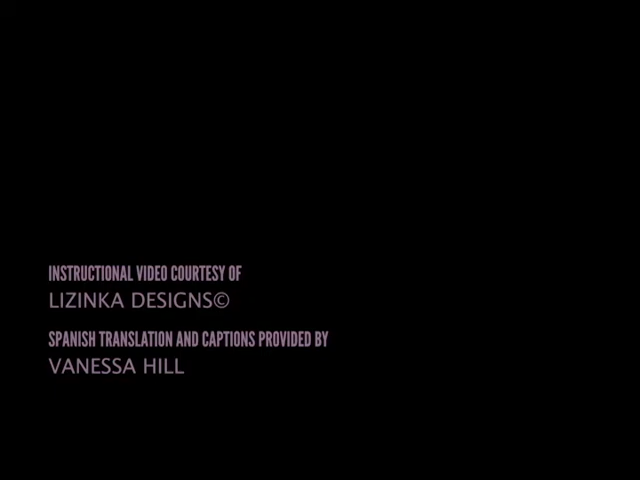 INSTRUCTIONAL VIDEO COURTESY OF
LIZINKA DESIGNS©
SPANISH TRANSLATION AND CAPTIONS PROVIDED BY
VANESSA HILL